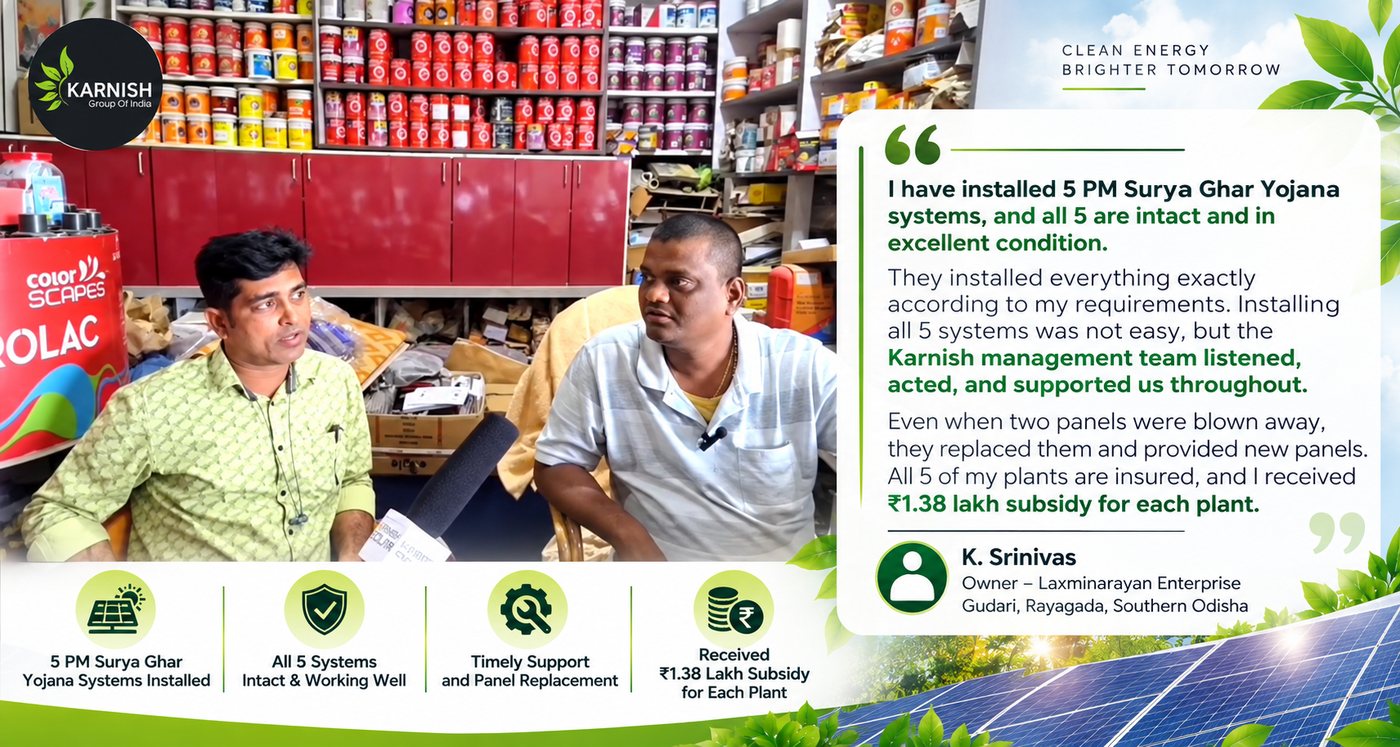 KARNISH
Group Of India
COLOR
SCAPES
ROLAC
CLEAN ENERGY
BRIGHTER TOMORROW
“
I have installed 5 PM Surya Ghar Yojana
systems, and all 5 are intact and in
excellent condition.
They installed everything exactly
according to my requirements. Installing
all 5 systems was not easy, but the
Karnish management team listened,
acted, and supported us throughout.
Even when two panels were blown away,
they replaced them and provided new panels.
All 5 of my plants are insured, and I received
₹1.38 lakh subsidy for each plant.
”
K. Srinivas
Owner – Laxminarayan Enterprise
Gudari, Rayagada, Southern Odisha
5 PM Surya Ghar
Yojana Systems Installed
All 5 Systems
Intact & Working Well
Timely Support
and Panel Replacement
₹
Received
₹1.38 Lakh Subsidy
for Each Plant